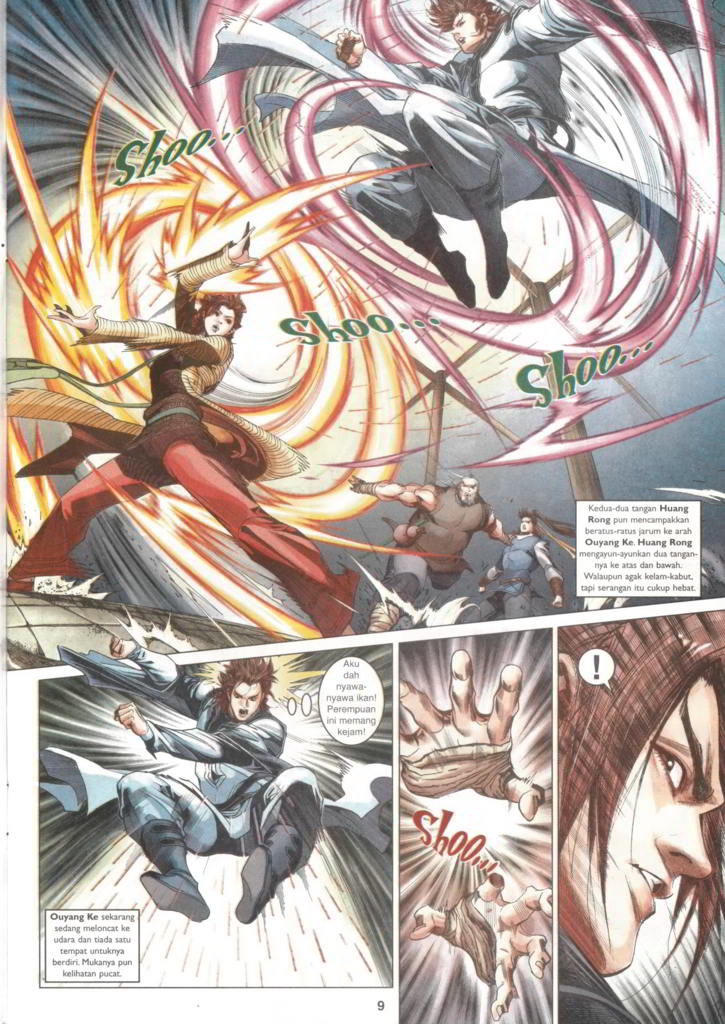 Shoo...
Shoo...
Shoo...
Kedua-dua tangan Huang
Rong pun mencampakkan
beratus-ratus jarum ke arah
Ouyang Ke. Huang Rong
mengayun-ayunkan dua tangan-
nya ke atas dan bawah.
Walaupun agak kelam-kabut,
tapi serangan itu cukup hebat.
Aku
dah
nyawa-
nyawa ikan!
Perempuan
ini memang
kejam!
Ouyang Ke sekarang
sedang meloncat ke
udara dan tiada satu
tempat untuknya
berdiri. Mukanya pun
kelihatan pucat.
Shoo...
!
9